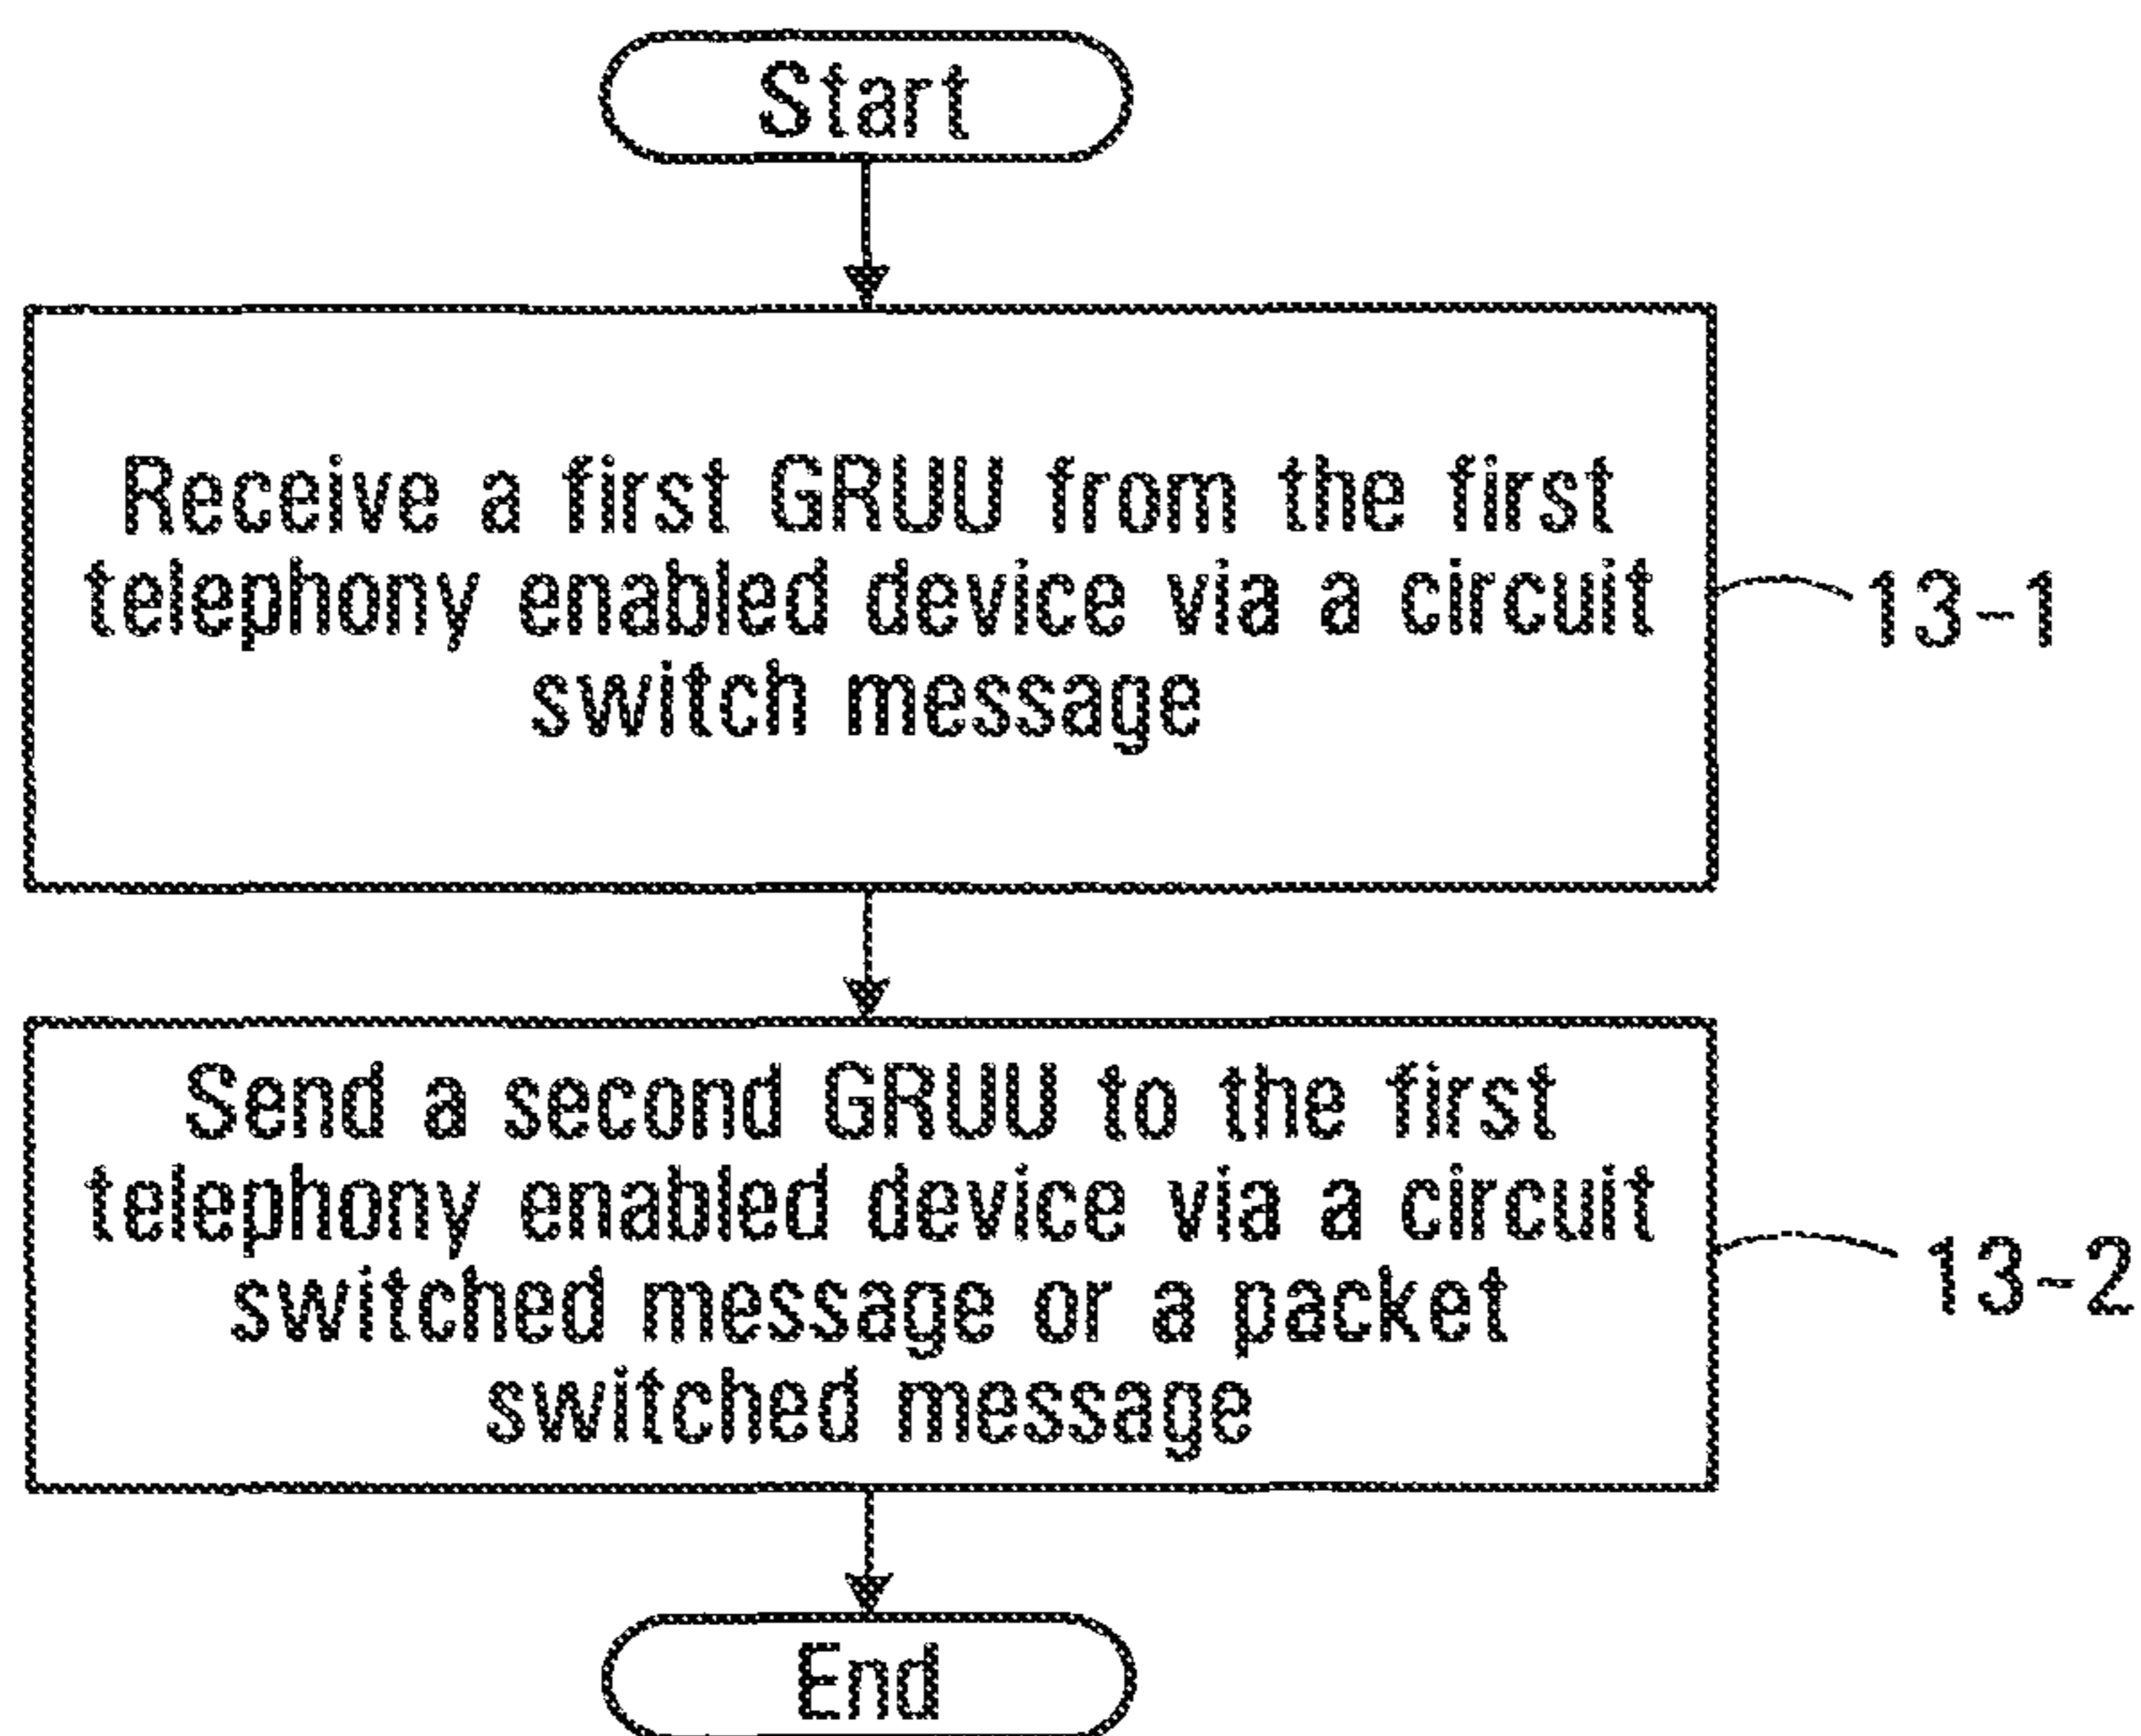 Start
Receive a first GRUU from the first
telephony enabled device via a circuit
switch message
13-1
Send a second GRUU to the first
telephony enabled device via a circuit
switched message or a packet
switched message
13-2
End